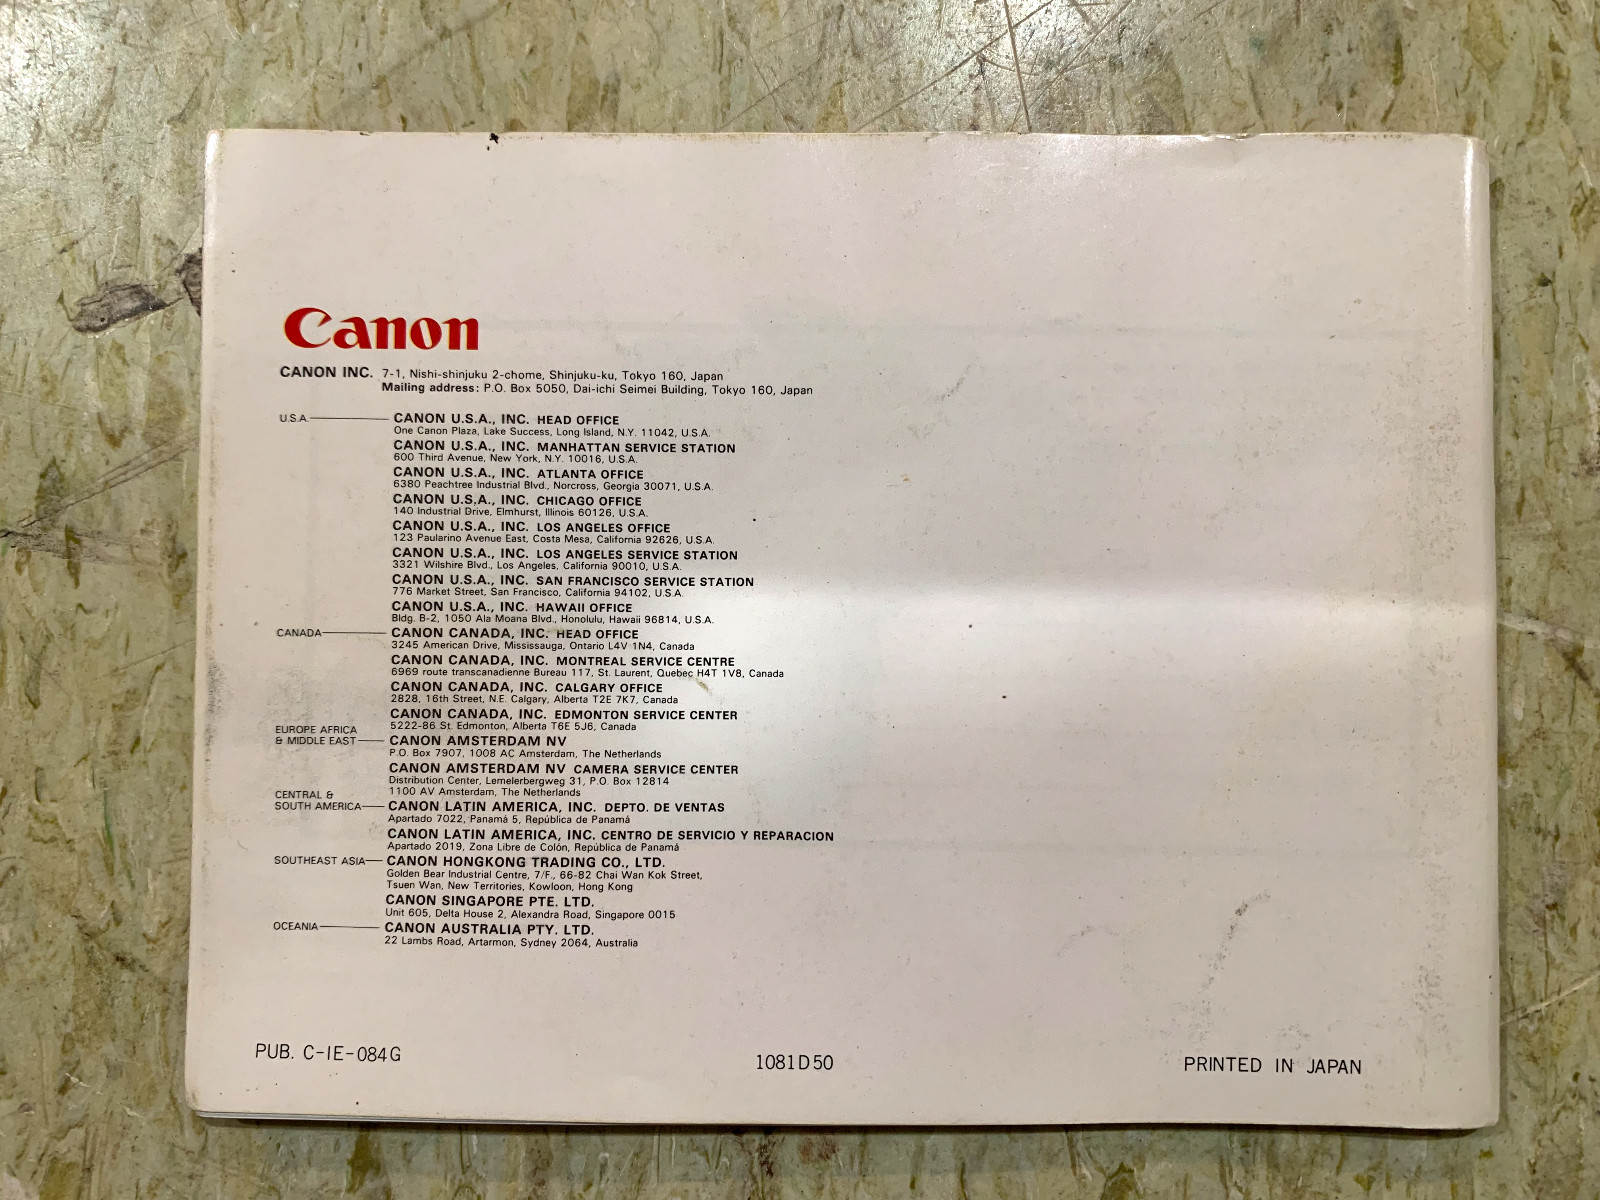 Canon
CANON INC. 7-1, Nishi-shinjuku 2-chome, Shinjuku-ku, Tokyo 160, Japan
Mailing address: P.O. Box 5050, Dai-ichi Seimei Building, Tokyo 160, Japan
U.S.A. CANON U.S.A., INC. HEAD OFFICE
One Canon Plaza, Lake Success, Long Island, N.Y. 11042, U.S.A.
CANON U.S.A., INC. MANHATTAN SERVICE STATION
600 Third Avenue, New York, N.Y. 10016, U.S.A.
CANON U.S.A., INC. ATLANTA OFFICE
6380 Peachtree Industrial Blvd., Norcross, Georgia 30071, U.S.A.
CANON U.S.A., INC. CHICAGO OFFICE
140 Industrial Drive, Elmhurst, Illinois 60126, U.S.A.
CANON U.S.A., INC. LOS ANGELES OFFICE
123 Paularino Avenue East, Costa Mesa, California 92626, U.S.A.
CANON U.S.A., INC. LOS ANGELES SERVICE STATION
3321 Wilshire Blvd., Los Angeles, California 90010, U.S.A.
CANON U.S.A., INC. SAN FRANCISCO SERVICE STATION
776 Market Street, San Francisco, California 94102, U.S.A.
CANON U.S.A., INC. HAWAII OFFICE
Bldg. B-2, 1050 Ala Moana Blvd., Honolulu, Hawaii 96814, U.S.A.
CANADA CANON CANADA, INC. HEAD OFFICE
3245 American Drive, Mississauga, Ontario L4V 1N4, Canada
CANON CANADA, INC. MONTREAL SERVICE CENTRE
6969 route transcanadienne Bureau 117, St. Laurent, Quebec H4T 1V8, Canada
CANON CANADA, INC. CALGARY OFFICE
2828, 16th Street, N.E. Calgary, Alberta T2E 7K7, Canada
CANON CANADA, INC. EDMONTON SERVICE CENTER
5222-86 St. Edmonton, Alberta T6E 5J6, Canada
EUROPE AFRICA
& MIDDLE EAST CANON AMSTERDAM NV
P.O. Box 7907, 1008 AC Amsterdam, The Netherlands
CANON AMSTERDAM NV CAMERA SERVICE CENTER
Distribution Center, Lemelerbergweg 31, P.O. Box 12814
1100 AV Amsterdam, The Netherlands
CENTRAL &
SOUTH AMERICA CANON LATIN AMERICA, INC. DEPTO. DE VENTAS
Apartado 7022, Panamá 5, República de Panamá
CANON LATIN AMERICA, INC. CENTRO DE SERVICIO Y REPARACION
Apartado 2019, Zona Libre de Colón, República de Panamá
SOUTHEAST ASIA CANON HONGKONG TRADING CO., LTD.
Golden Bear Industrial Centre, 7/F., 66-82 Chai Wan Kok Street,
Tsuen Wan, New Territories, Kowloon, Hong Kong
CANON SINGAPORE PTE. LTD.
Unit 605, Delta House 2, Alexandra Road, Singapore 0015
OCEANIA CANON AUSTRALIA PTY. LTD.
22 Lambs Road, Artarmon, Sydney 2064, Australia
PUB. C-IE-084G 1081D50 PRINTED IN JAPAN